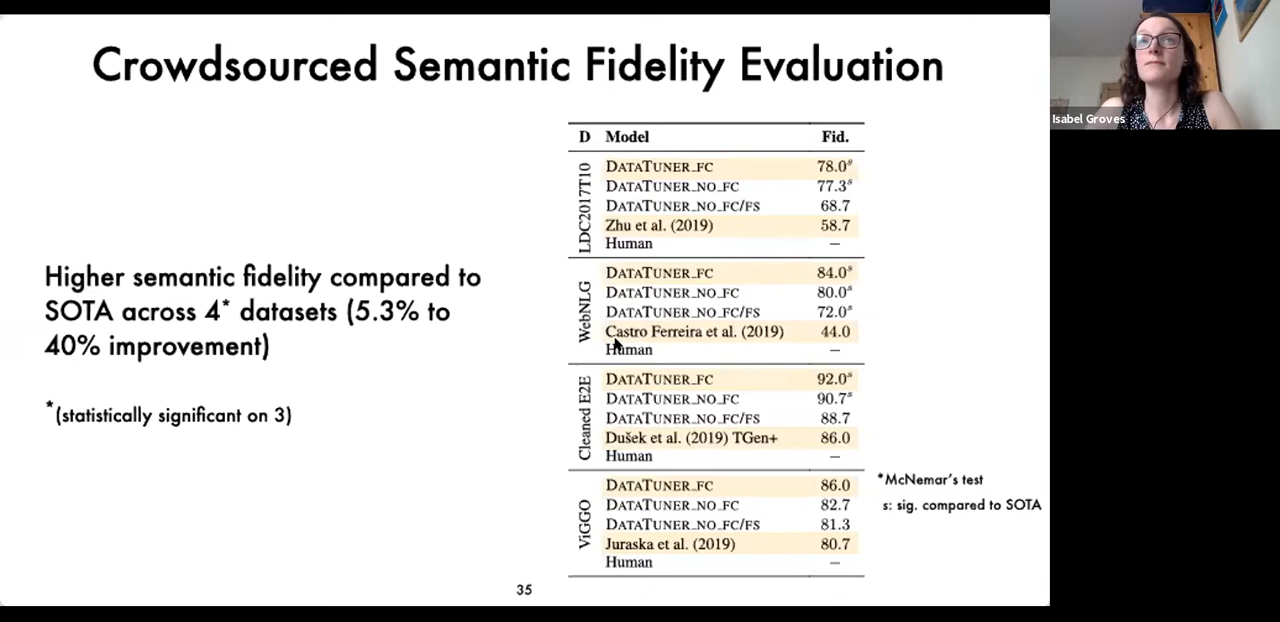 Crowdsourced Semantic Fidelity Evaluation
Isabel Groves
Higher semantic fidelity compared to
SOTA across 4* datasets (5.3% to
40% improvement)
*(statistically significant on 3)
D Model Fid.
LDC2017T10
DATATUNER_FC 78.0s
DATATUNER_NO_FC 77.3s
DATATUNER_NO_FC/FS 68.7
Zhu et al. (2019) 58.7
Human –
WebNLG
DATATUNER_FC 84.0s
DATATUNER_NO_FC 80.0s
DATATUNER_NO_FC/FS 72.0s
Castro Ferreira et al. (2019) 44.0
Human –
Cleaned E2E
DATATUNER_FC 92.0s
DATATUNER_NO_FC 90.7s
DATATUNER_NO_FC/FS 88.7
Dušek et al. (2019) TGen+ 86.0
Human –
ViGGO
DATATUNER_FC 86.0
DATATUNER_NO_FC 82.7
DATATUNER_NO_FC/FS 81.3
Juraska et al. (2019) 80.7
Human –
*McNemar's test
s: sig. compared to SOTA
35